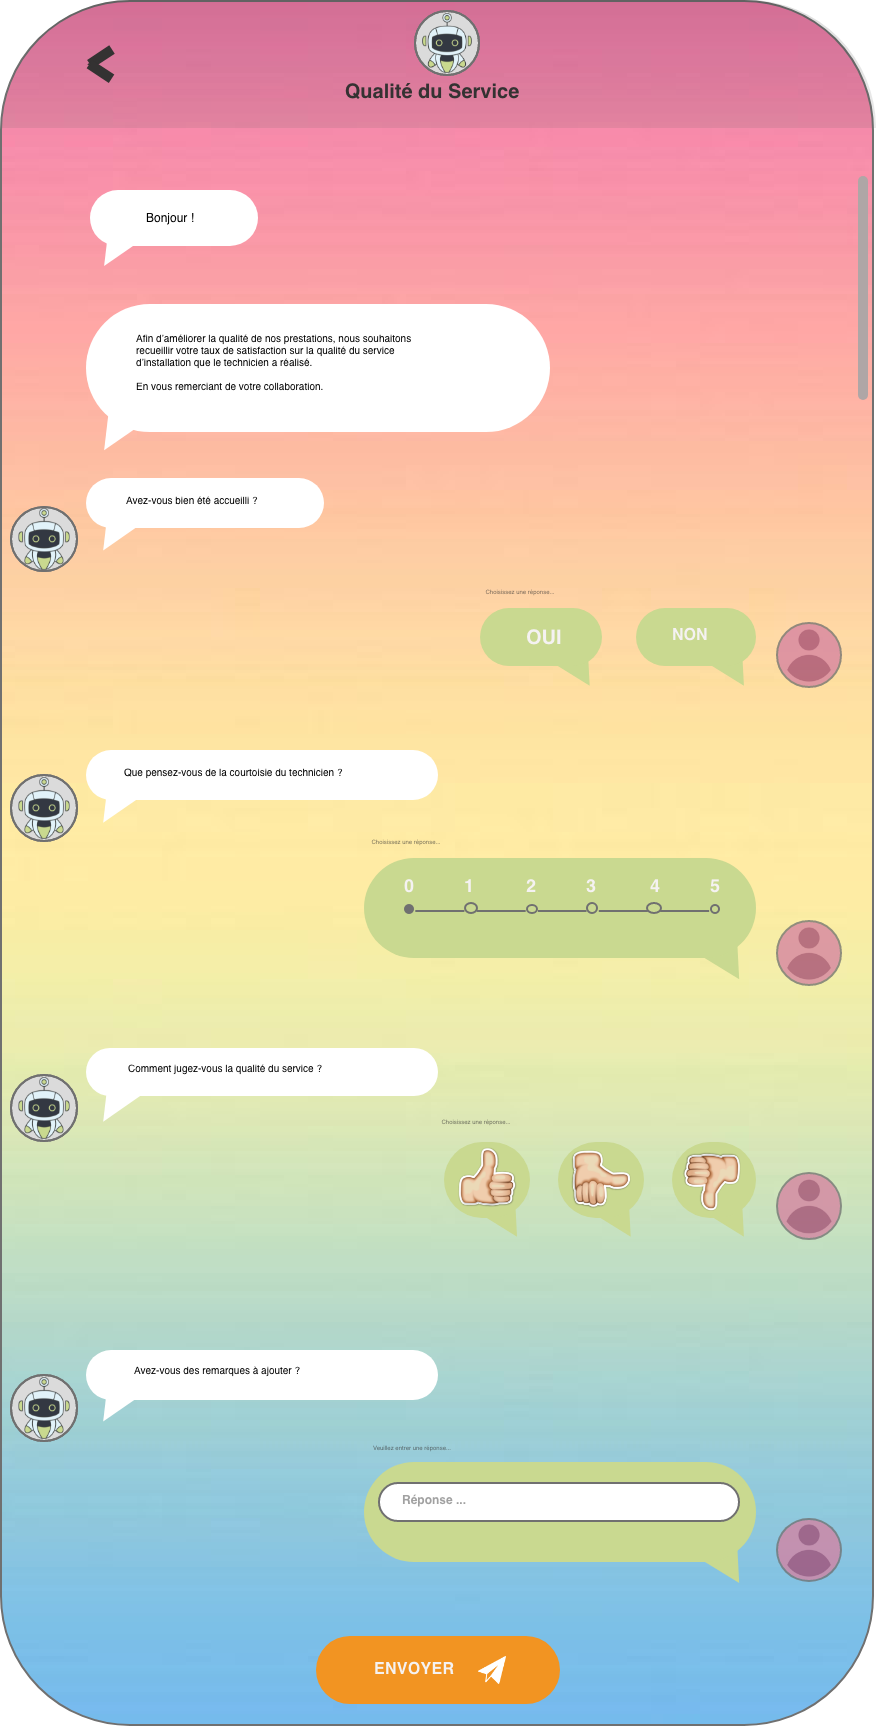 Qualité du Service
Bonjour !
Afin d'améliorer la qualité de nos prestations, nous souhaitons
recueillir votre taux de satisfaction sur la qualité du service
d'installation que le technicien a réalisé.
En vous remerciant de votre collaboration.
Avez-vous bien été accueilli ?
Choisissez une réponse...
OUI NON
Que pensez-vous de la courtoisie du technicien ?
Choisissez une réponse...
0 1 2 3 4 5
Comment jugez-vous la qualité du service ?
Choisissez une réponse...
Avez-vous des remarques à ajouter ?
Veuillez entrer une réponse...
Réponse ...
ENVOYER